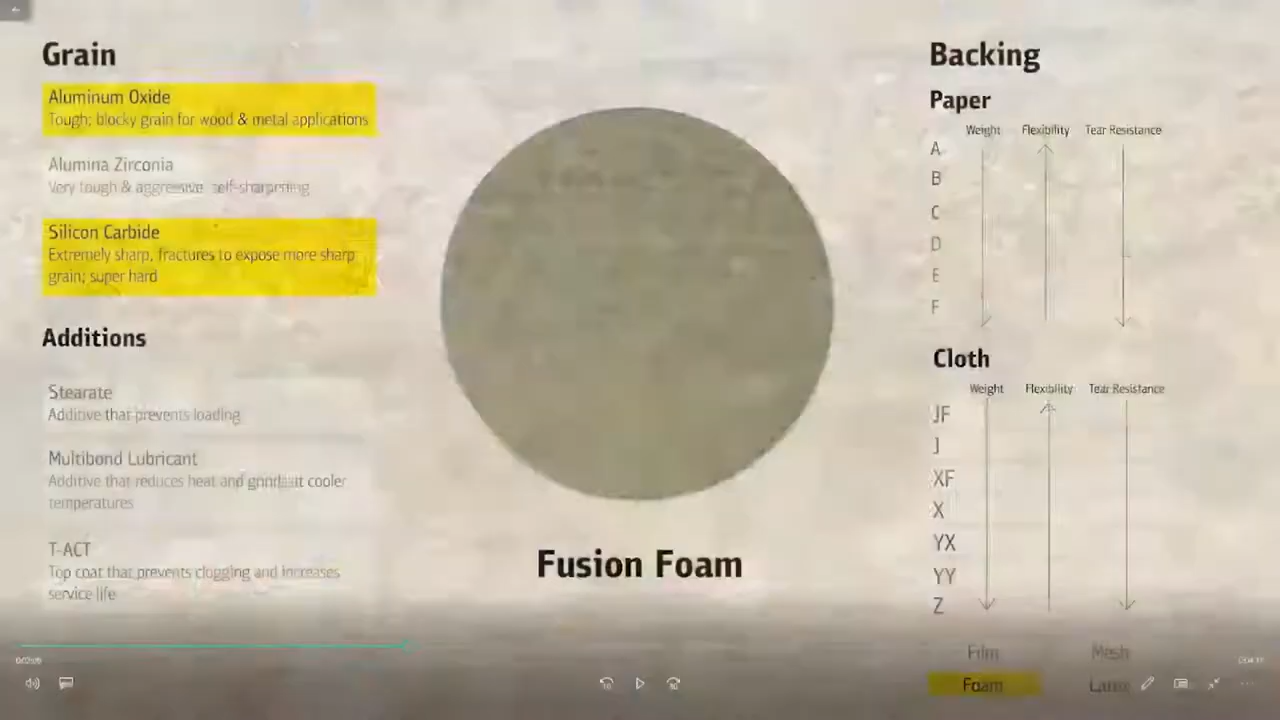 Grain
Aluminum Oxide
Tough; blocky grain for wood & metal applications
Alumina Zirconia
Very tough & aggressive self-sharpening
Silicon Carbide
Extremely sharp, fractures to expose more sharp
grain; super hard
Additions
Stearate
Additive that prevents loading
Multibond Lubricant
Additive that reduces heat and grinds at cooler
temperatures
T-ACT
Top coat that prevents clogging and increases
service life
Fusion Foam
Backing
Paper
Weight Flexibility Tear Resistance
A
B
C
D
E
F
Cloth
Weight Flexibility Tear Resistance
JF
J
XF
X
YX
YY
Z
Film Mesh
Foam
10 30